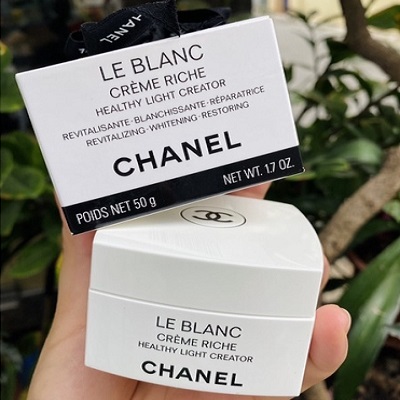 CHANEL
LE BLANC
CRÈME RICHE
HEALTHY LIGHT CREATOR
REVITALISANTE·BLANCHISSANTE·RÉPARATRICE
REVITALIZING·WHITENING·RESTORING
CHANEL
POIDS NET 50 g
NET WT. 1.7 OZ.
LE BLANC
CRÈME RICHE
HEALTHY LIGHT CREATOR
CHANEL